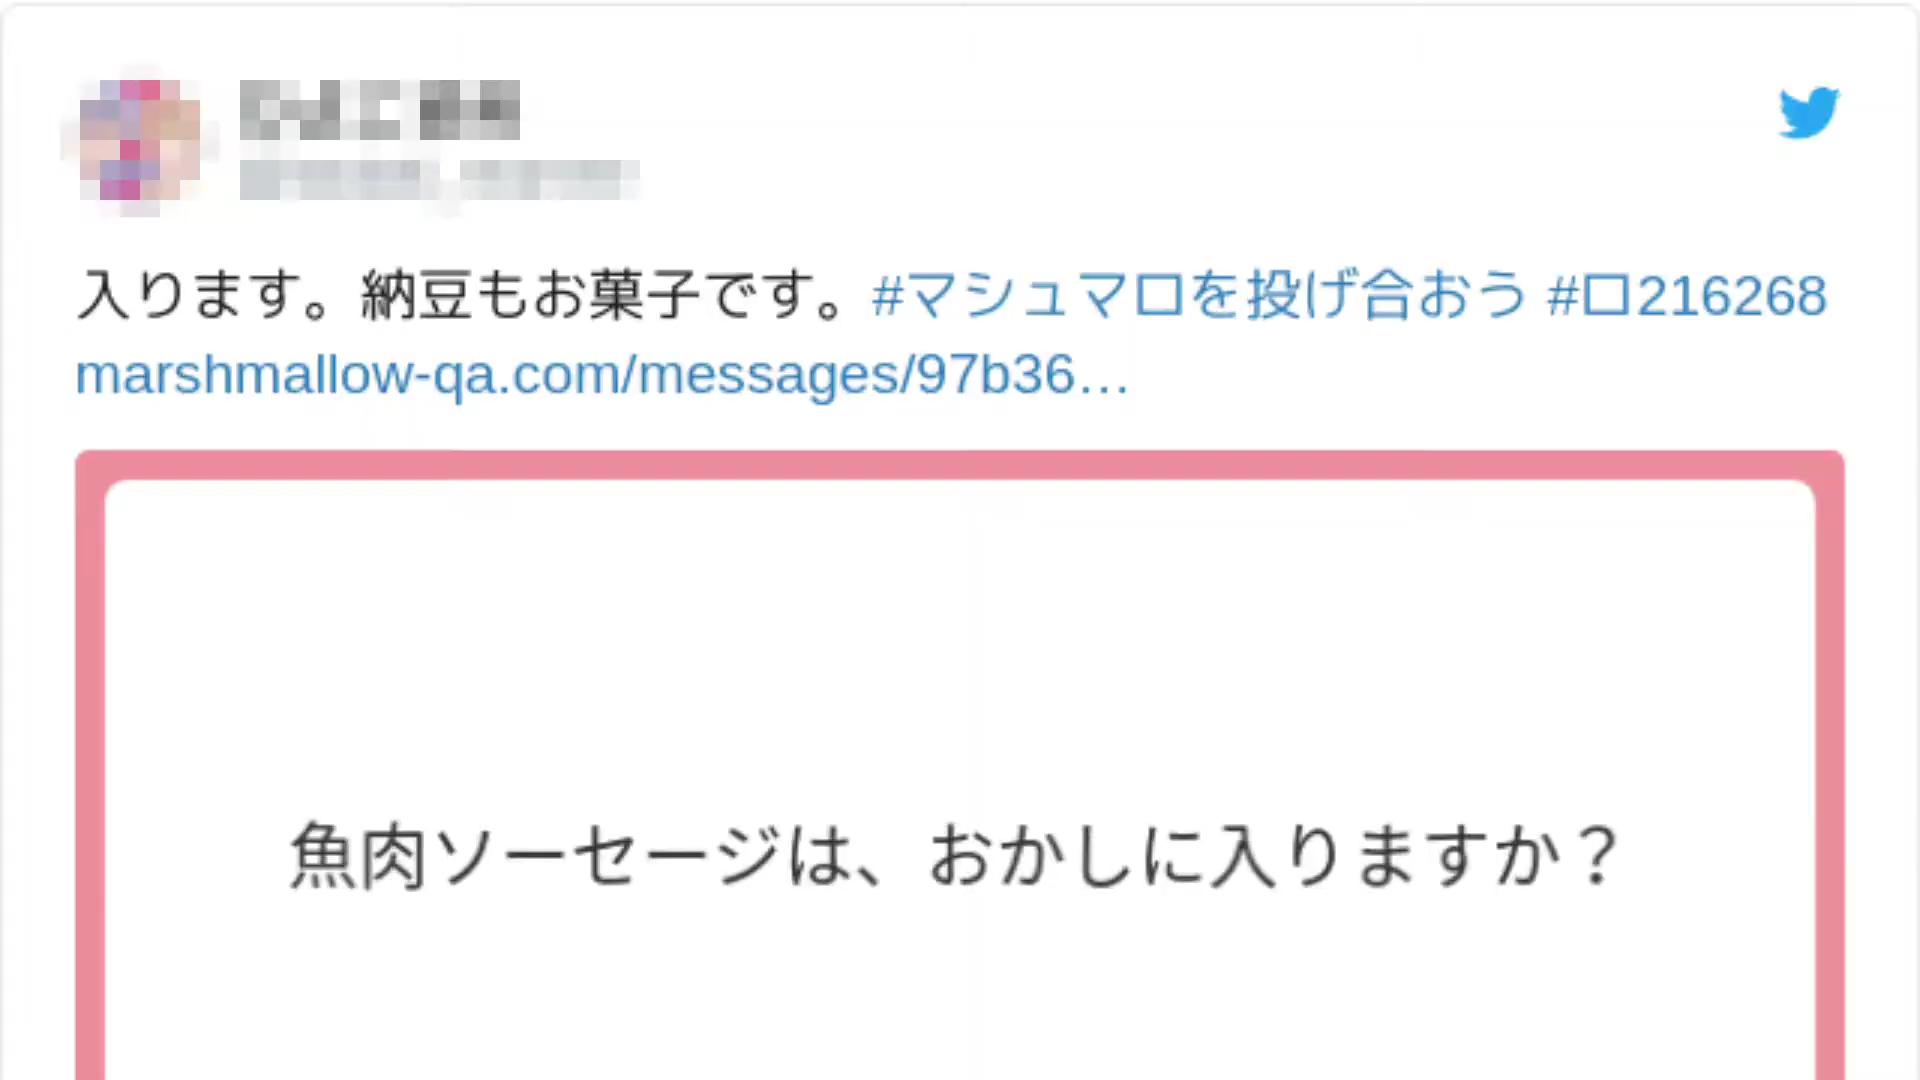 入ります。納豆もお菓子です。#マシュマロを投げ合おう #口216268
marshmallow-qa.com/messages/97b36…
魚肉ソーセージは、おかしに入りますか？